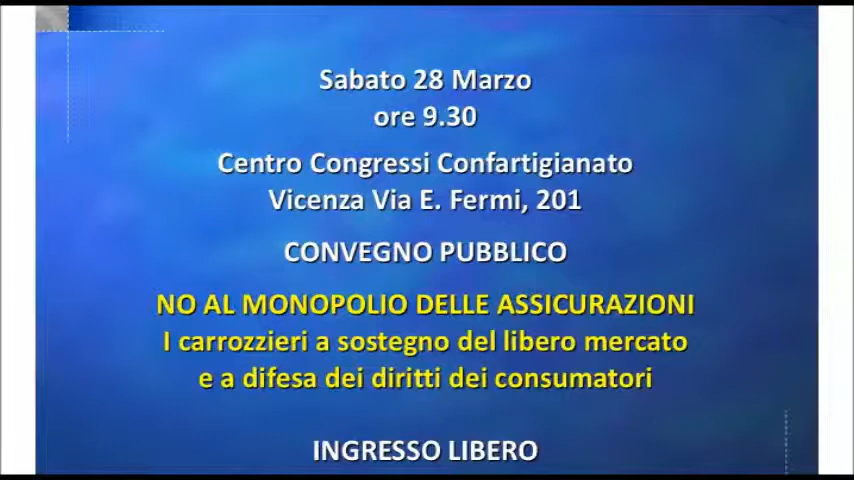 Sabato 28 Marzo
ore 9.30
Centro Congressi Confartigianato
Vicenza Via E. Fermi, 201
CONVEGNO PUBBLICO
NO AL MONOPOLIO DELLE ASSICURAZIONI
I carrozzieri a sostegno del libero mercato
e a difesa dei diritti dei consumatori
INGRESSO LIBERO